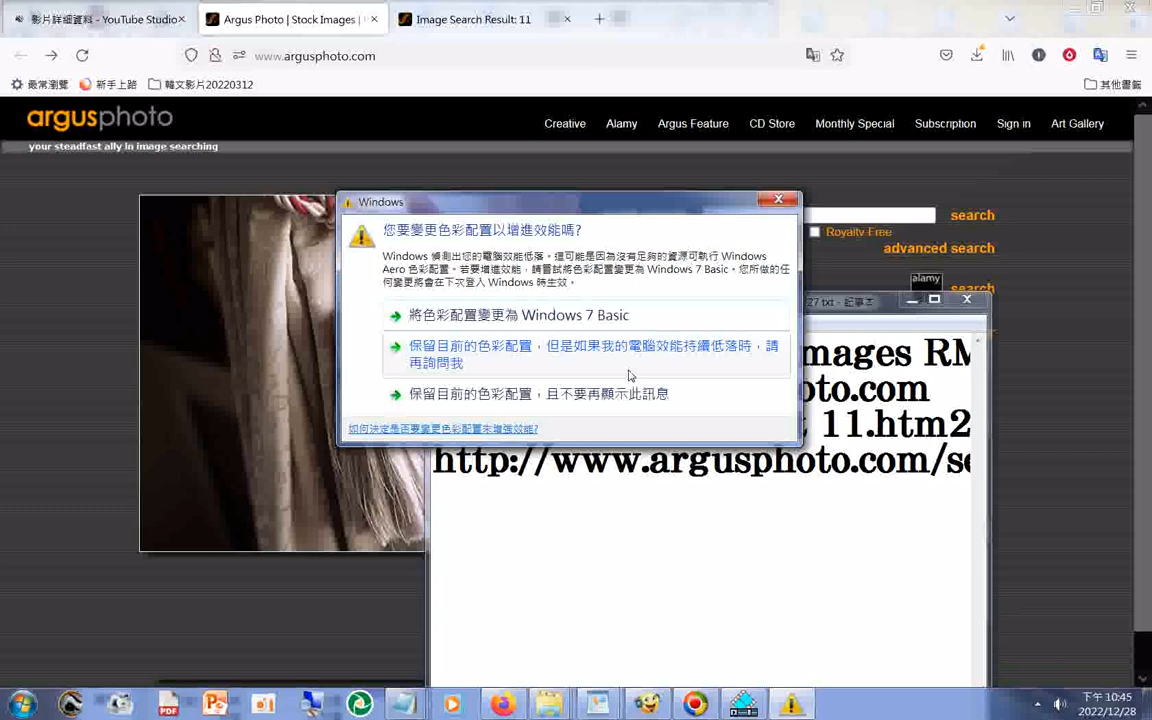 影片詳細資料 - YouTube Studio
Argus Photo | Stock Images |
Image Search Result: 11
www.argusphoto.com
最常瀏覽
新手上路
韓文影片20220312
其他書籤
argusphoto
your steadfast ally in image searching
Creative Alamy Argus Feature CD Store Monthly Special Subscription Sign in Art Gallery
search
Royalty Free
advanced search
alamy
search
Windows
您要變更色彩配置以增進效能嗎?
Windows 偵測出您的電腦效能低落。這可能是因為沒有足夠的資源可執行 Windows
Aero 色彩配置。若要增進效能，請嘗試將色彩配置變更為 Windows 7 Basic。您所做的任
何變更將會在下次登入 Windows 時生效。
將色彩配置變更為 Windows 7 Basic
保留目前的色彩配置，但是如果我的電腦效能持續低落時，請
再詢問我
保留目前的色彩配置，且不要再顯示此訊息
如何決定是否要變更色彩配置來增強效能?
27 txt - 記事本
mages RM
oto.com
11.htm2
http://www.argusphoto.com/se
PDF
下午 10:45
2022/12/28